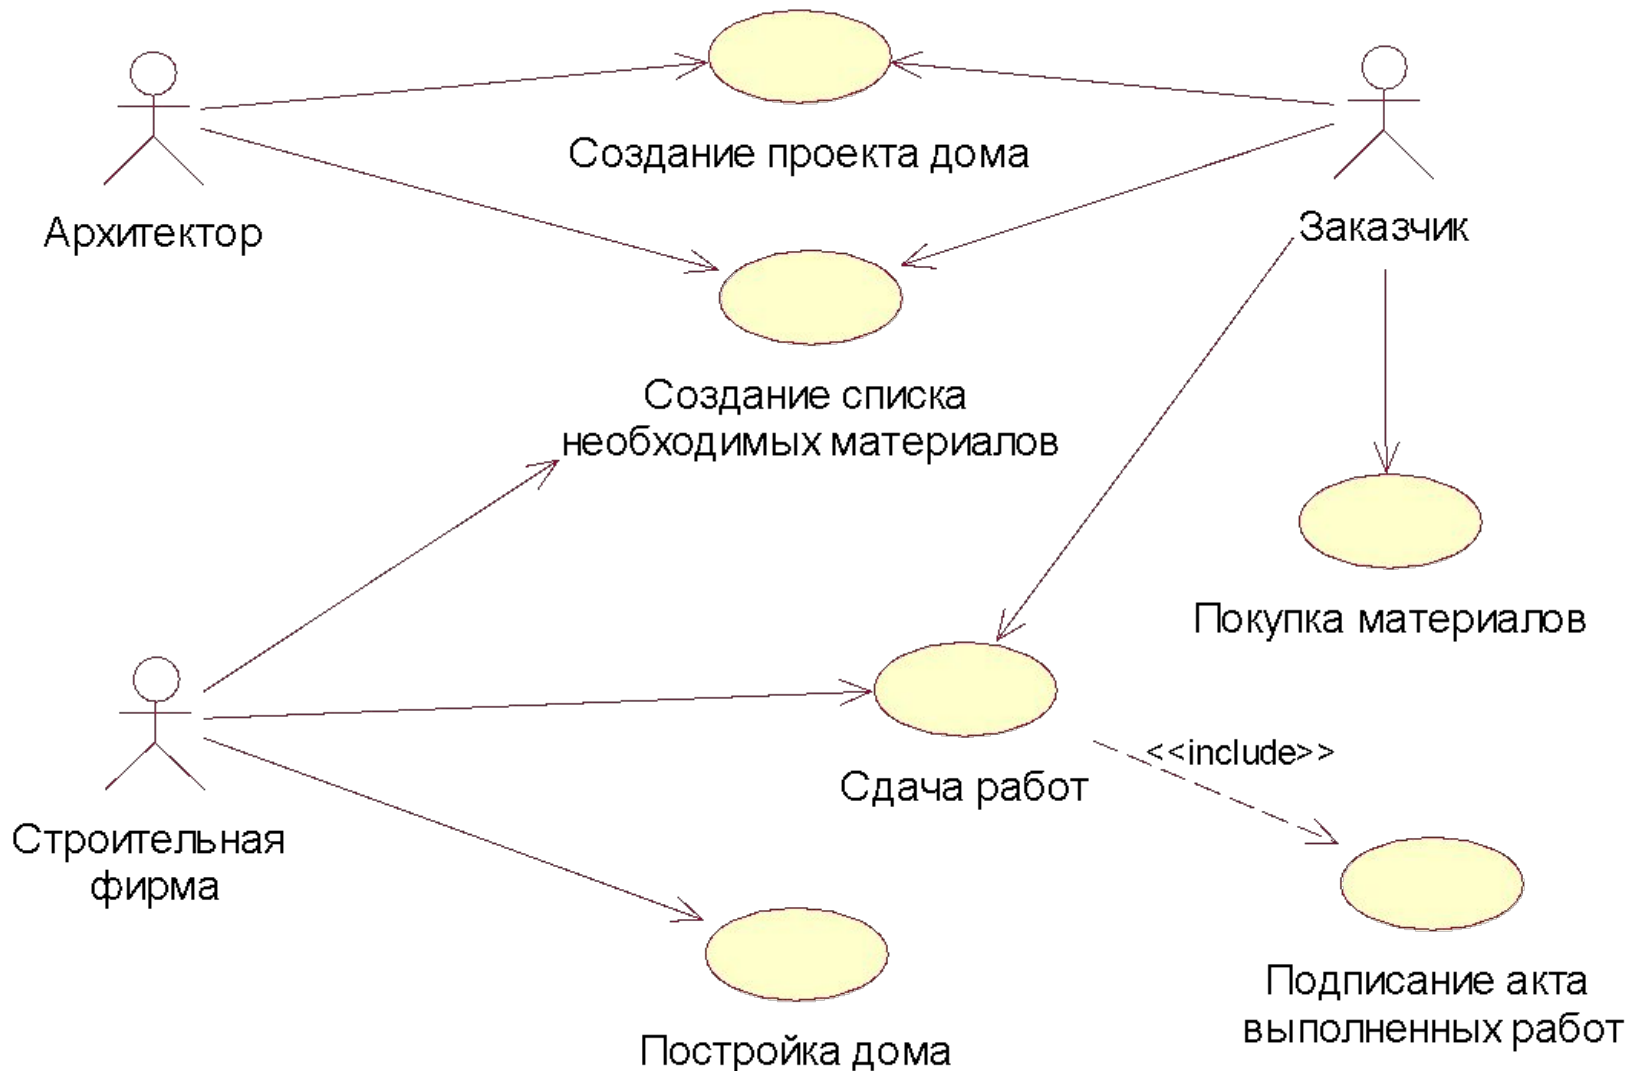 Создание проекта дома
Архитектор
Заказчик
Создание списка
необходимых материалов
Покупка материалов
<<include>>
Сдача работ
Строительная
фирма
Подписание акта
выполненных работ
Постройка дома